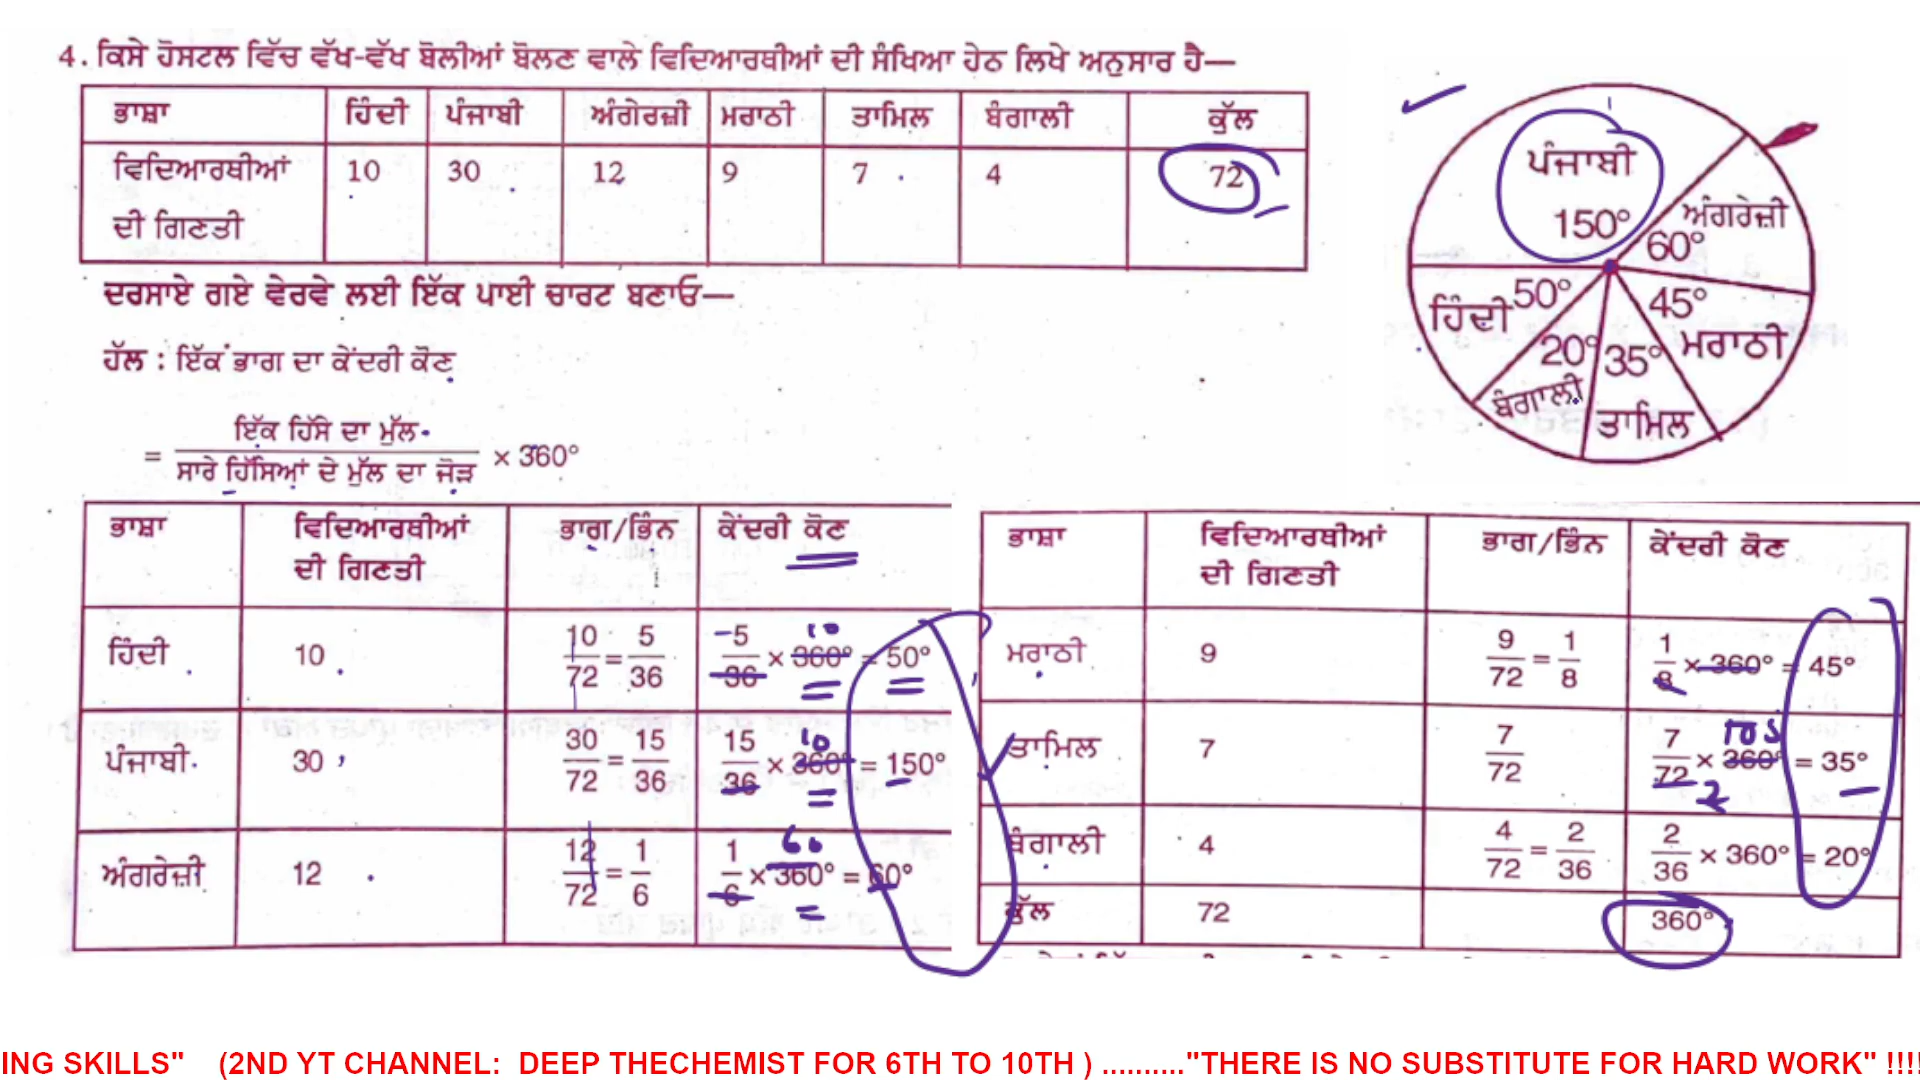 4. ਕਿਸੇ ਹੋਸਟਲ ਵਿੱਚ ਵੱਖ-ਵੱਖ ਬੋਲੀਆਂ ਬੋਲਣ ਵਾਲੇ ਵਿਦਿਆਰਥੀਆਂ ਦੀ ਸੰਖਿਆ ਹੇਠ ਲਿਖੇ ਅਨੁਸਾਰ ਹੈ—
ਭਾਸ਼ਾ ਹਿੰਦੀ ਪੰਜਾਬੀ ਅੰਗੇਰਜ਼ੀ ਮਰਾਠੀ ਤਾਮਿਲ ਬੰਗਾਲੀ ਕੁੱਲ
ਵਿਦਿਆਰਥੀਆਂ 10 30 12 9 7 4 72
ਦੀ ਗਿਣਤੀ
ਪੰਜਾਬੀ
150°
ਅੰਗਰੇਜ਼ੀ
60°
50°
ਹਿੰਦੀ
45°
ਮਰਾਠੀ
20°
ਬੰਗਾਲੀ
35°
ਤਾਮਿਲ
ਦਰਸਾਏ ਗਏ ਵੇਰਵੇ ਲਈ ਇੱਕ ਪਾਈ ਚਾਰਟ ਬਣਾਓ—
ਹੱਲ : ਇੱਕ ਭਾਗ ਦਾ ਕੇਂਦਰੀ ਕੋਣ
= ਇੱਕ ਹਿੱਸੇ ਦਾ ਮੁੱਲ / ਸਾਰੇ ਹਿੱਸਿਆਂ ਦੇ ਮੁੱਲ ਦਾ ਜੋੜ × 360°
ਭਾਸ਼ਾ ਵਿਦਿਆਰਥੀਆਂ ਭਾਗ/ਭਿੰਨ ਕੇਂਦਰੀ ਕੋਣ
ਦੀ ਗਿਣਤੀ
ਹਿੰਦੀ 10 10/72 = 5/36 5/36 × 360° = 50°
10
ਪੰਜਾਬੀ 30 30/72 = 15/36 15/36 × 360° = 150°
10
ਅੰਗਰੇਜ਼ੀ 12 12/72 = 1/6 1/6 × 360° = 60°
60
ਭਾਸ਼ਾ ਵਿਦਿਆਰਥੀਆਂ ਭਾਗ/ਭਿੰਨ ਕੇਂਦਰੀ ਕੋਣ
ਦੀ ਗਿਣਤੀ
ਮਰਾਠੀ 9 9/72 = 1/8 1/8 × 360° = 45°
ਤਾਮਿਲ 7 7/72 7/72 × 360° = 35°
2
ਬੰਗਾਲੀ 4 4/72 = 2/36 2/36 × 360° = 20°
ਕੁੱਲ 72 360°
ING SKILLS" (2ND YT CHANNEL: DEEP THECHEMIST FOR 6TH TO 10TH ) .........."THERE IS NO SUBSTITUTE FOR HARD WORK" !!!!